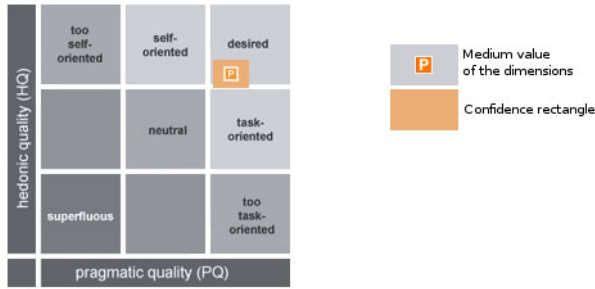 too
self-
oriented
self-
oriented
desired
P
neutral
task-
oriented
superfluous
too
task-
oriented
hedonic quality (HQ)
pragmatic quality (PQ)
P
Medium value
of the dimensions
Confidence rectangle